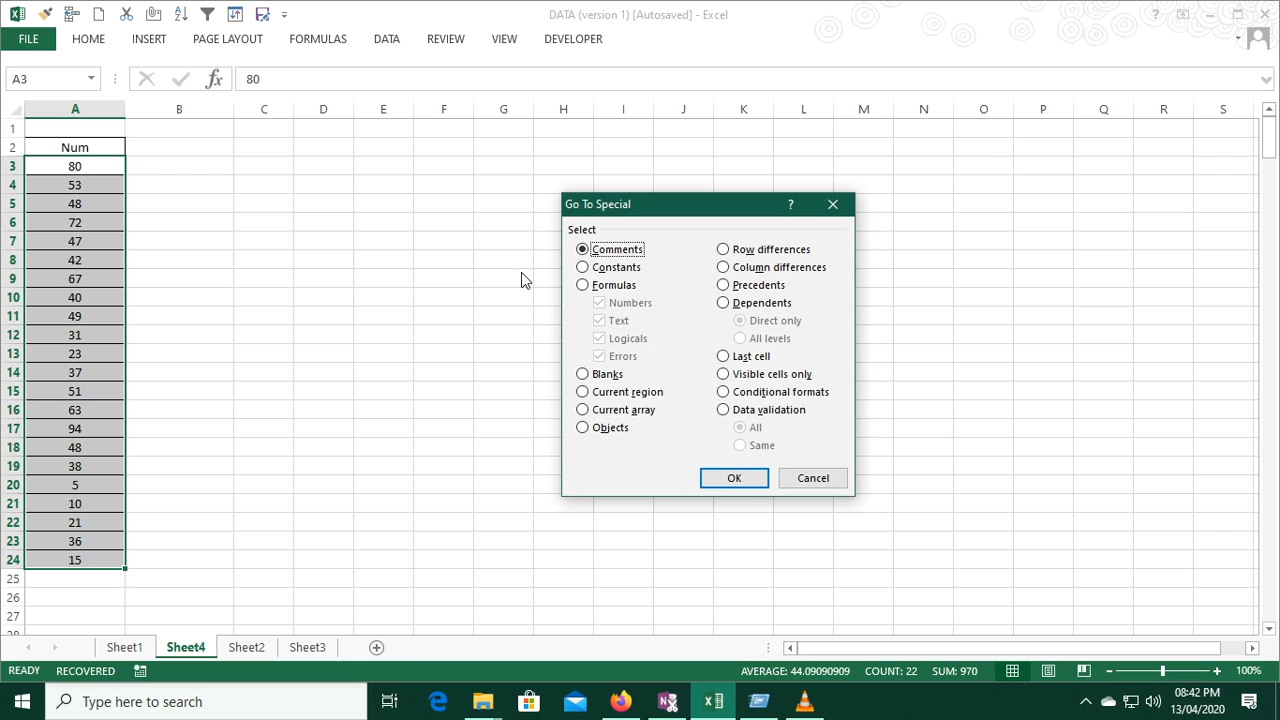 DATA (version 1) [Autosaved] - Excel
FILE HOME INSERT PAGE LAYOUT FORMULAS DATA REVIEW VIEW DEVELOPER
A3 fx 80
A B C D E F G H I J K L M N O P Q R S
1
2 Num
3 80
4 53
5 48
6 72
7 47
8 42
9 67
10 40
11 49
12 31
13 23
14 37
15 51
16 63
17 94
18 48
19 38
20 5
21 10
22 21
23 36
24 15
25
26
27
28
Go To Special ?
Select
Comments Row differences
Constants Column differences
Formulas Precedents
Numbers Dependents
Text Direct only
Logicals All levels
Errors Last cell
Blanks Visible cells only
Current region Conditional formats
Current array Data validation
Objects All
Same
OK Cancel
Sheet1 Sheet4 Sheet2 Sheet3
READY RECOVERED AVERAGE: 44.09090909 COUNT: 22 SUM: 970 100%
Type here to search 08:42 PM
13/04/2020